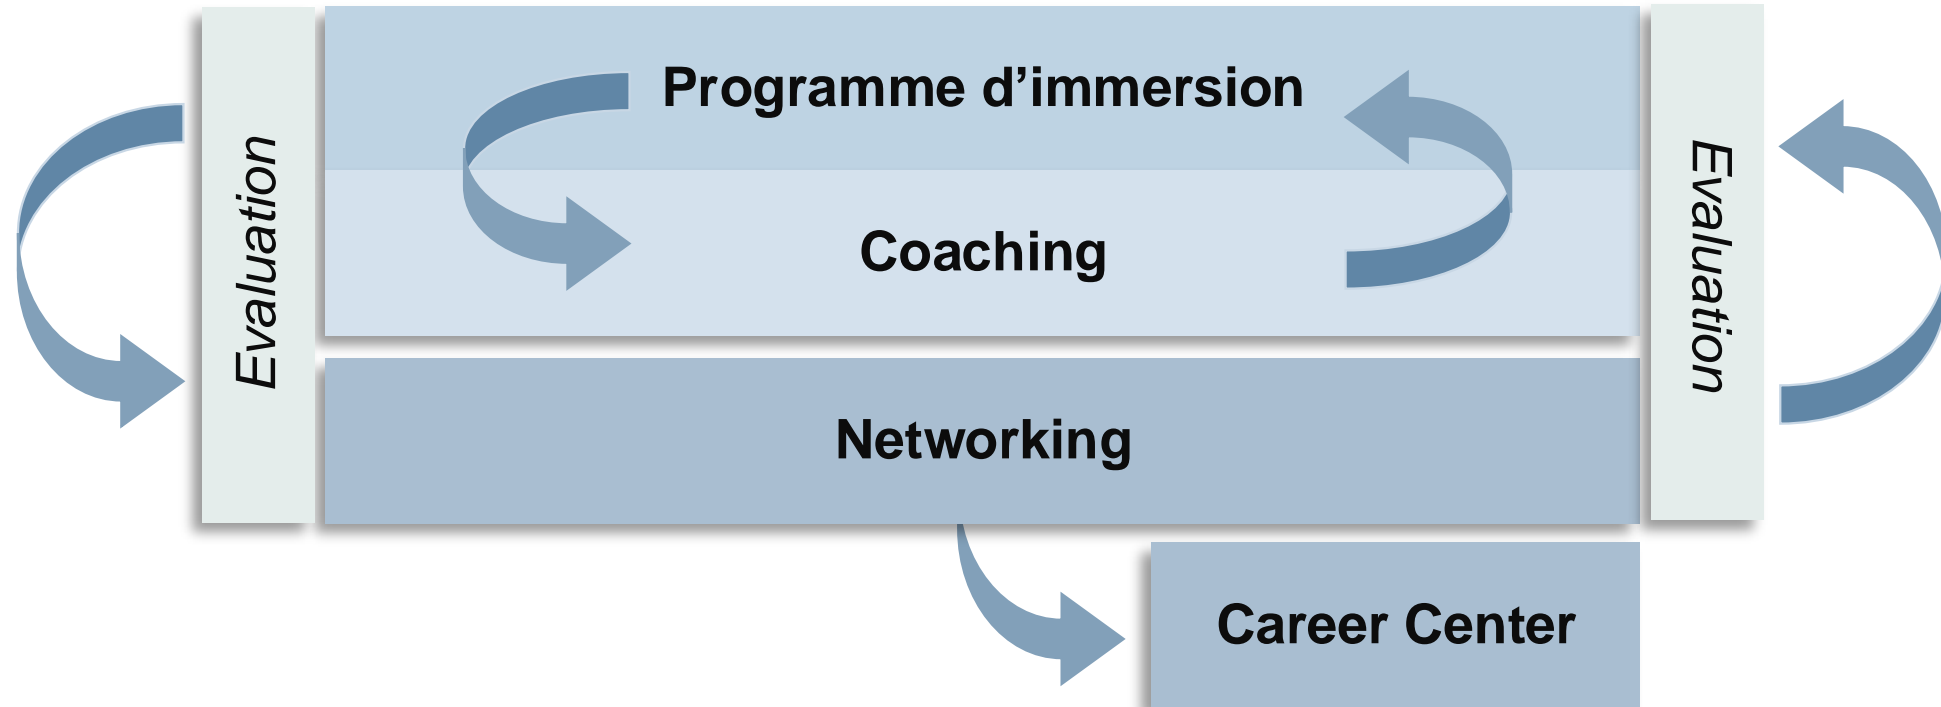 Evaluation
Programme d’immersion
Coaching
Networking
Evaluation
Career Center